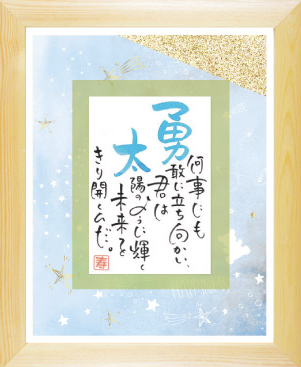 何事にも
勇敢に立ち向かい、
君は
太陽のように輝く
未来を
きり開くんだ。